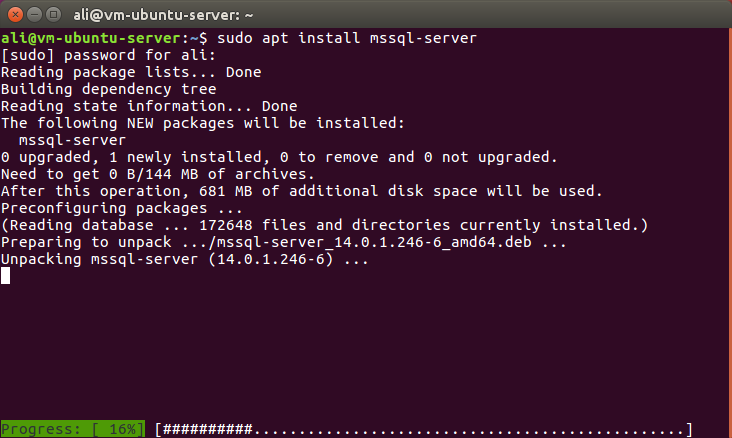 ali@vm-ubuntu-server: ~
ali@vm-ubuntu-server:~$ sudo apt install mssql-server
[sudo] password for ali:
Reading package lists... Done
Building dependency tree
Reading state information... Done
The following NEW packages will be installed:
  mssql-server
0 upgraded, 1 newly installed, 0 to remove and 0 not upgraded.
Need to get 0 B/144 MB of archives.
After this operation, 681 MB of additional disk space will be used.
Preconfiguring packages ...
(Reading database ... 172648 files and directories currently installed.)
Preparing to unpack .../mssql-server_14.0.1.246-6_amd64.deb ...
Unpacking mssql-server (14.0.1.246-6) ...
Progress: [ 16%] [##########................................................]